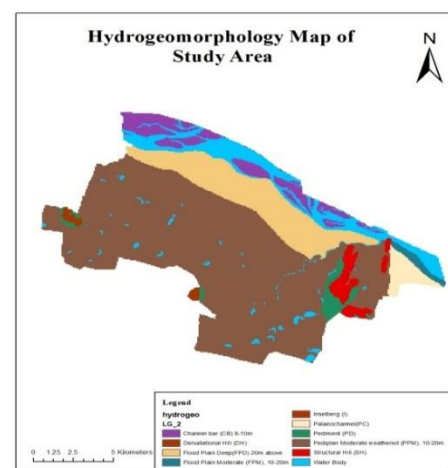 Hydrogeomorphology Map of
Study Area
N
0 1.25 2.5 5 Kilometers
Legend
hydrogeo
LG_2
Channel bar (CB) 8-10m
Denudational Hill (DH)
Flood Plain Deep(FPD) 20m above
Flood Plain Moderate (FPM), 10-20m
Inselberg (I)
Palaeochannel(PC)
Pediment (PD)
Pediplain Moderate weathered (PPM), 10-20m
Structural Hill (SH)
Water Body